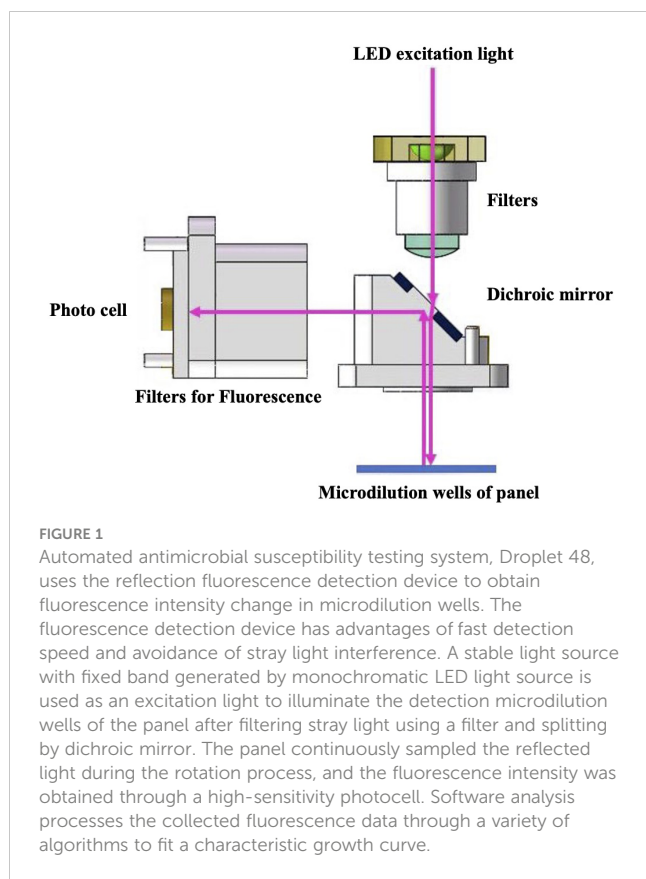 LED excitation light
Filters
Dichroic mirror
Photo cell
Filters for Fluorescence
Microdilution wells of panel
FIGURE 1
Automated antimicrobial susceptibility testing system, Droplet 48,
uses the reflection fluorescence detection device to obtain
fluorescence intensity change in microdilution wells. The
fluorescence detection device has advantages of fast detection
speed and avoidance of stray light interference. A stable light source
with fixed band generated by monochromatic LED light source is
used as an excitation light to illuminate the detection microdilution
wells of the panel after filtering stray light using a filter and splitting
by dichroic mirror. The panel continuously sampled the reflected
light during the rotation process, and the fluorescence intensity was
obtained through a high-sensitivity photocell. Software analysis
processes the collected fluorescence data through a variety of
algorithms to fit a characteristic growth curve.